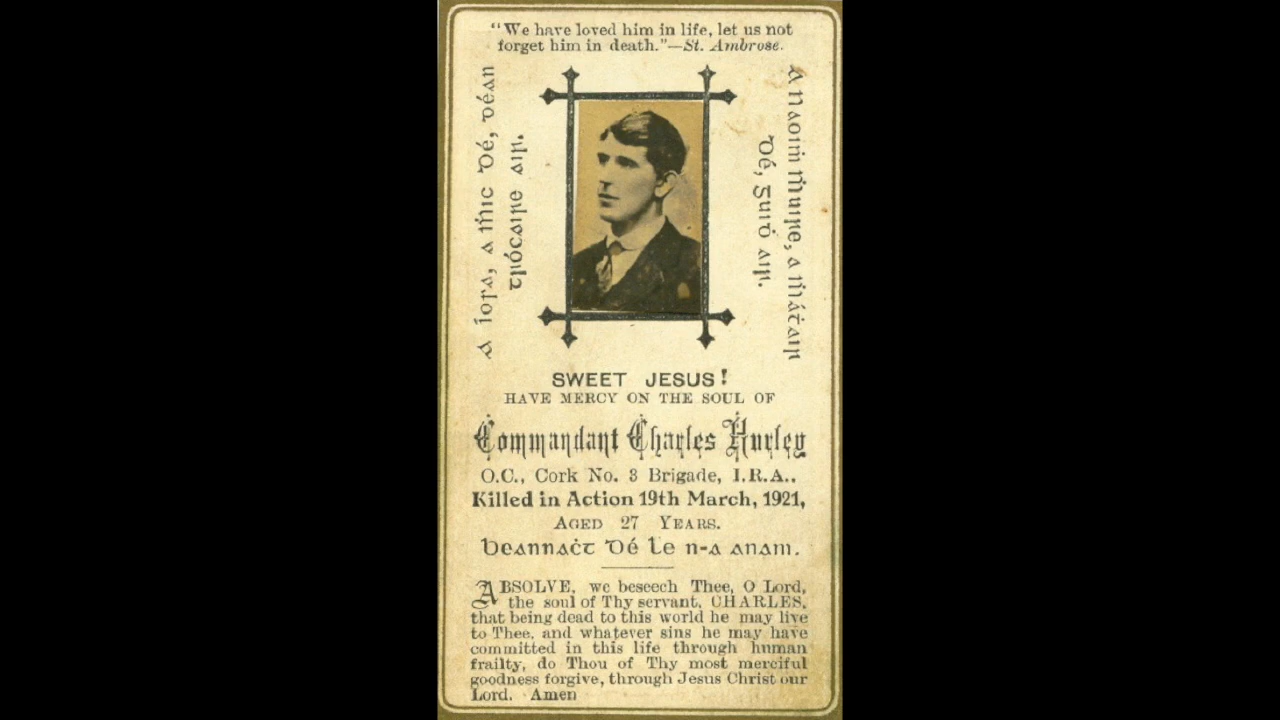 "We have loved him in life, let us not
forget him in death."—St. Ambrose.
A Íosa, a Ṁic Dé, déan
trócaire air.
A Naoiṁ Ṁuire, a Ṁáṫair
Dé, guiḋ air.
SWEET JESUS!
HAVE MERCY ON THE SOUL OF
Commandant Charles Hurley
O.C., Cork No. 3 Brigade, I.R.A.,
Killed in Action 19th March, 1921,
AGED 27 YEARS.
Beannaċt Dé le n-a anam.
ABSOLVE, we beseech Thee, O Lord,
the soul of Thy servant, CHARLES,
that being dead to this world he may live
to Thee, and whatever sins he may have
committed in this life through human
frailty, do Thou of Thy most merciful
goodness forgive, through Jesus Christ our
Lord. Amen